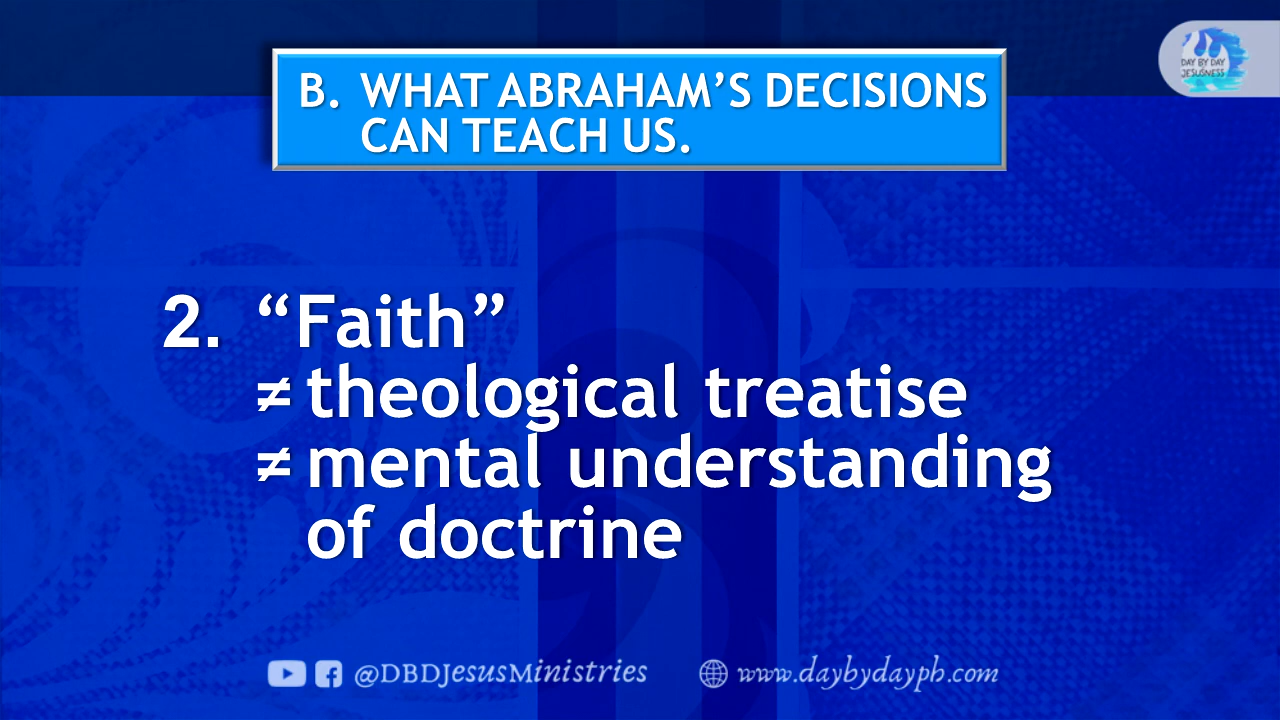 B. WHAT ABRAHAM’S DECISIONS
CAN TEACH US.
DAY BY DAY
JESUSNESS
2. “Faith”
≠ theological treatise
≠ mental understanding
of doctrine
@DBDJesusMinistries
www.daybydayph.com